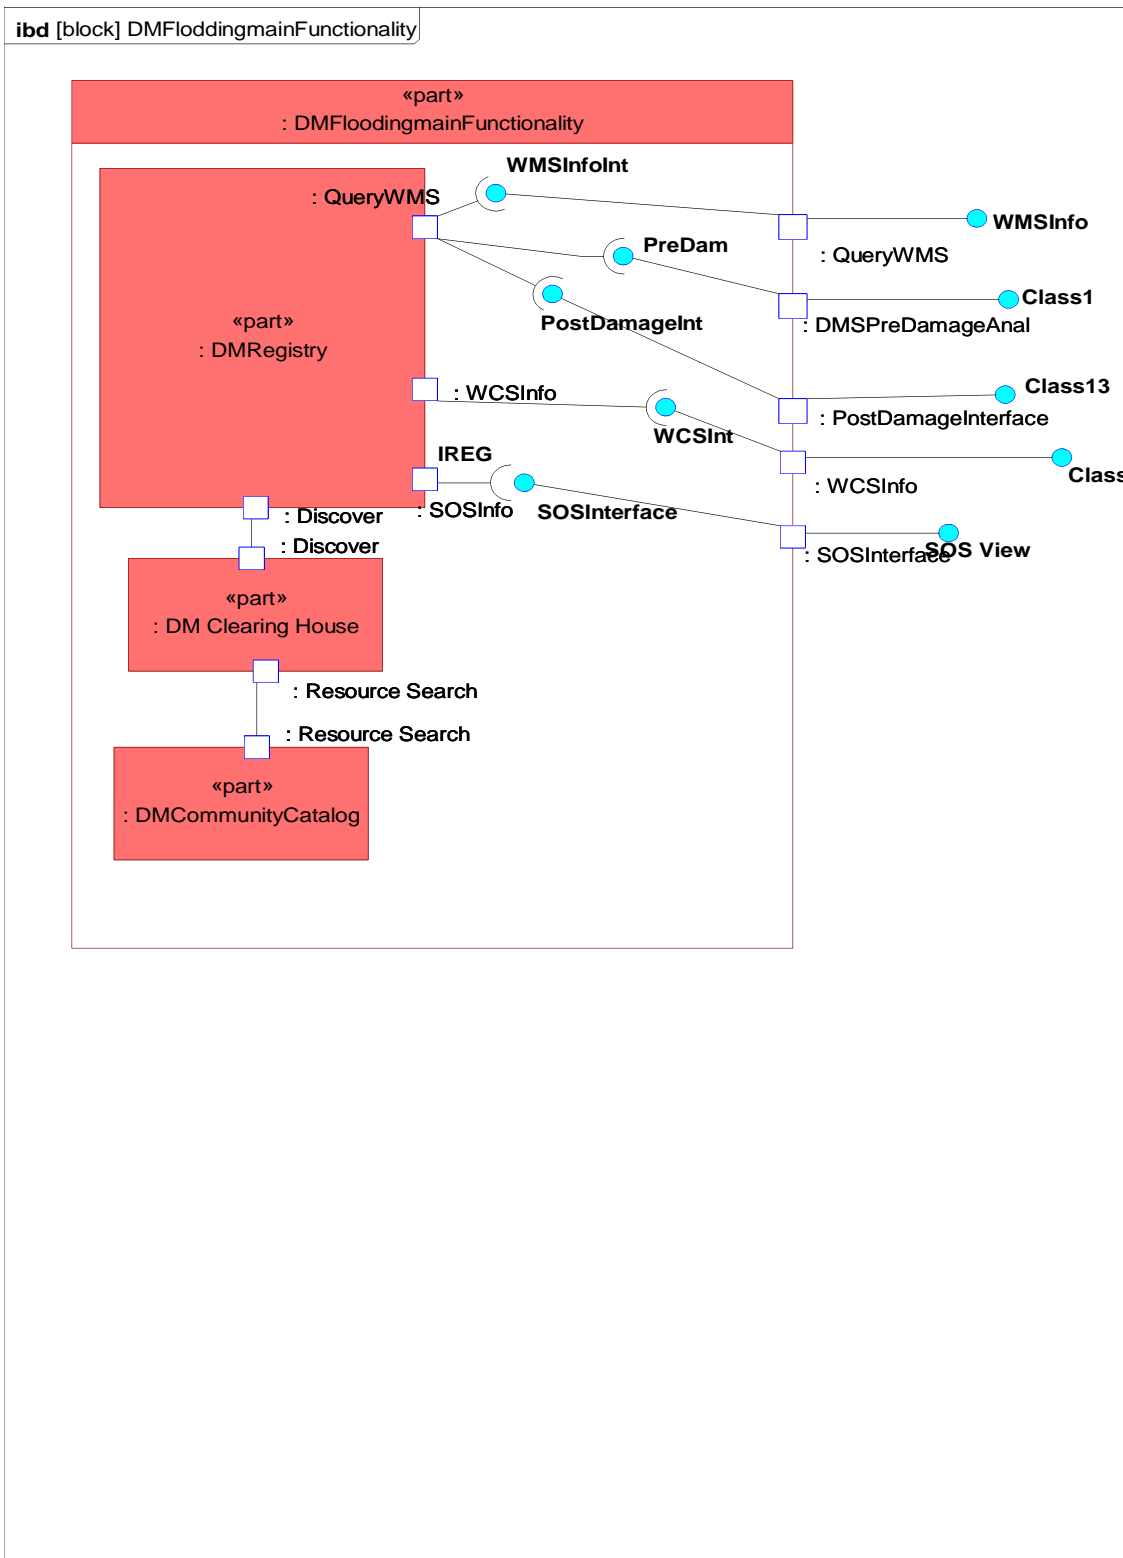 ibd [block] DMFloddingmainFunctionality
«part»
: DMFloodingmainFunctionality
WMSInfoInt
: QueryWMS
WMSInfo
PreDam
: QueryWMS
Class1
PostDamageInt
: DMSPreDamageAnal
«part»
: DMRegistry
Class13
: WCSInfo
: PostDamageInterface
WCSInt
IREG
Class
: WCSInfo
: SOSInfo
SOSInterface
: Discover
: Discover
: SOSInterface
SOS View
«part»
: DM Clearing House
: Resource Search
: Resource Search
«part»
: DMCommunityCatalog